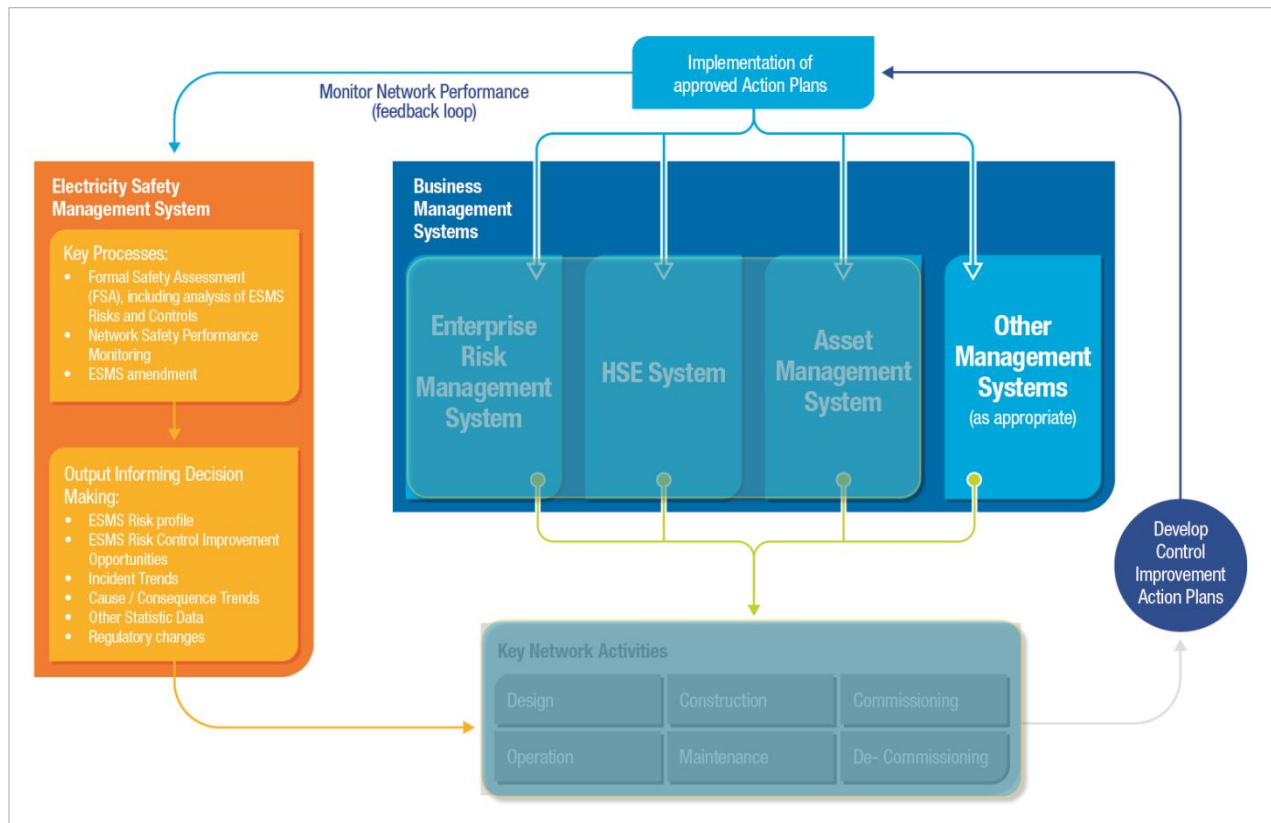 Implementation of
approved Action Plans
Monitor Network Performance
(feedback loop)
Electricity Safety
Management System
Key Processes:
• Formal Safety Assessment
(FSA), including analysis of ESMS
Risks and Controls
• Network Safety Performance
Monitoring
• ESMS amendment
Output Informing Decision
Making:
• ESMS Risk profile
• ESMS Risk Control Improvement
Opportunities
• Incident Trends
• Cause / Consequence Trends
• Other Statistic Data
• Regulatory changes
Business
Management
Systems
Enterprise
Risk
Management
System
HSE System
Asset
Management
System
Other
Management
Systems
(as appropriate)
Develop
Control
Improvement
Action Plans
Key Network Activities
Design
Construction
Commissioning
Operation
Maintenance
De- Commissioning